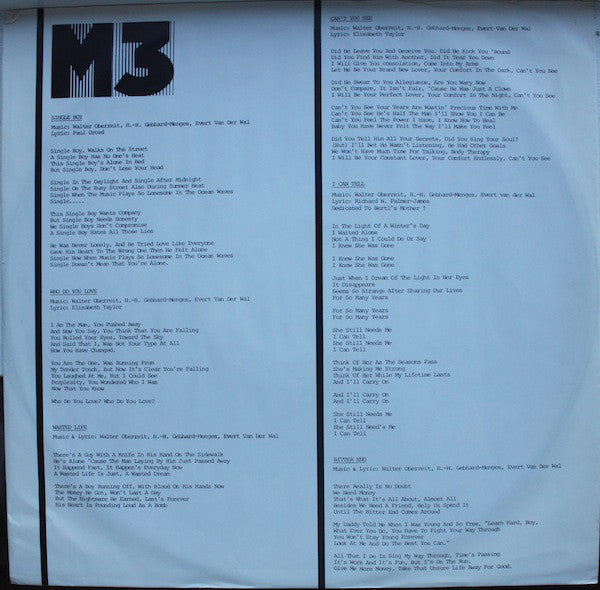 M3
SINGLE BOY
Music: Walter Oberreit, H.-H. Gebhard-Menges, Evert Van Der Wal
Lyric: Paul Dread
Single Boy, Walks On The Street
A Single Boy Has No One's Heat
This Single Boy's Alone In Bed
But Single Boy, Don't Lose Your Head
Single In The Daylight And Single After Midnight
Single On The Busy Street Also During Summer Heat
Single When The Music Plays So Lonesome In The Ocean Waves
Single.....
This Single Boy Wants Company
But Single Boy Needs Honesty
We Single Boys Don't Compromise
A Single Boy Hates All Those Lies
He Was Never Lonely, And He Tried Love Like Everyone
Gave His Heart To The Wrong One Then He Felt Alone
Single Now When Music Plays So Lonesome In The Ocean Waves
Single Doesn't Mean That You're Alone.
WHO DO YOU LOVE
Music: Walter Oberreit, H.-H. Gebhard-Menges, Evert Van Der Wal
Lyric: Elisabeth Taylor
I Am The Man, You Pushed Away
And Now You Say, You Think That You Are Falling
You Rolled Your Eyes, Toward The Sky
And Said That I, Was Not Your Type At All
Now You Have Changed.
You Are The One, Was Running From
My Tender Touch, But Now It's Clear You're Falling
You Laughed At Me, But I Could See
Perplexity, You Wondered Who I Was
Now That You Know
Who Do You Love? Who Do You Love?
WASTED LIFE
Music & Lyric: Walter Oberreit, H.-H. Gebhard-Menges, Evert Van Der Wal
There's A Guy With A Knife In His Hand On The Sidewalk
He's Alone 'Cause The Man Laying By Him Just Passed Away
It Happend Fast, It Happen's Everyday Now
A Wasted Life Is Just, A Wasted Dream
There's A Boy Running Off, With Blood On His Hands Now
The Money He Got, Won't Last A Day
But The Nightmare He Earned, Last's Forever
His Heart Is Pounding Loud As A Bomb
CAN'T YOU SEE
Music: Walter Oberreit, H.-H. Gebhard-Menges, Evert Van Der Wal
Lyric: Elisabeth Taylor
Did He Leave You And Deceive You, Did He Kick You 'Round
Did You Find Him With Another, Did It Tear You Down
I Will Give You Consolation, Come Into My Arms
Let Me Be Your Brand New Lover, Your Comfort In The Dark, Can't You See
Did He Swear To You Allegiance, Are You Wary Now
Don't Compare, It Isn't Fair, 'Cause He Was Just A Clown
I Will Be Your Perfect Lover, Your Comfort In The Night, Can't You See
Can't You See Your Tears Are Wastin' Precious Time With Me
Can't You See He's Half The Man I'll Show You I Can Be
Can't You Feel The Power I Have, I Know How To Heal
Baby You Have Never Felt The Way I'll Make You Feel
Did You Tell Him All Your Secrets, Did You Sing Your Soul?
(But) I'll Bet He Wasn't Listening, He Had Other Goals
We Won't Have Much Time For Talking, Body Therapy
I Will Be Your Constant Lover, Your Comfort Endlessly, Can't You See
I CAN TELL
Music: Walter Oberreit, H.-H. Gebhard-Menges, Evert van der Wal
Lyric: Richard W. Palmer-James
Dedicated To Bertl's Mother ?
In The Light Of A Winter's Day
I Waited Alone
Not A Thing I Could Do Or Say
I Knew She Was Gone
I Knew She Was Gone
I Knew She Was Gone
Just When I Dream Of The Light In Her Eyes
It Disappears
Seems So Strange After Sharing Our Lives
For So Many Years
For So Many Years
For So Many Years
She Still Needs Me
I Can Tell
She Still Needs Me
I Can Tell
Think Of Her As The Seasons Pass
She's Making Me Strong
Think Of Her While My Lifetime Lasts
And I'll Carry On
And I'll Carry On
And I'll Carry On
She Still Needs Me
I Can Tell
She Still Need's Me
I Can Tell
BITTER END
Music & Lyric: Walter Oberreit, H.-H. Gebhard-Menges, Evert Van Der Wal
There Really Is No Doubt
We Need Money
That's What It's All About, Almost All
Besides We Need A Friend, Help Us Spend It
Until The Bitter End Comes Around
My Daddy Told Me When I Was Young And So Free, "Learn Hard, Boy,
What Ever You Do, You Have To Fight Your Way Through
You Won't Stay Young Forever
Look At Me And Do The Best You Can."
All That I Do Is Sing My Way Through, Time's Passing
It's Work And It's Fun, But I'm On The Run,
Give Me More Money, Take That Unsure Life Away For Good.